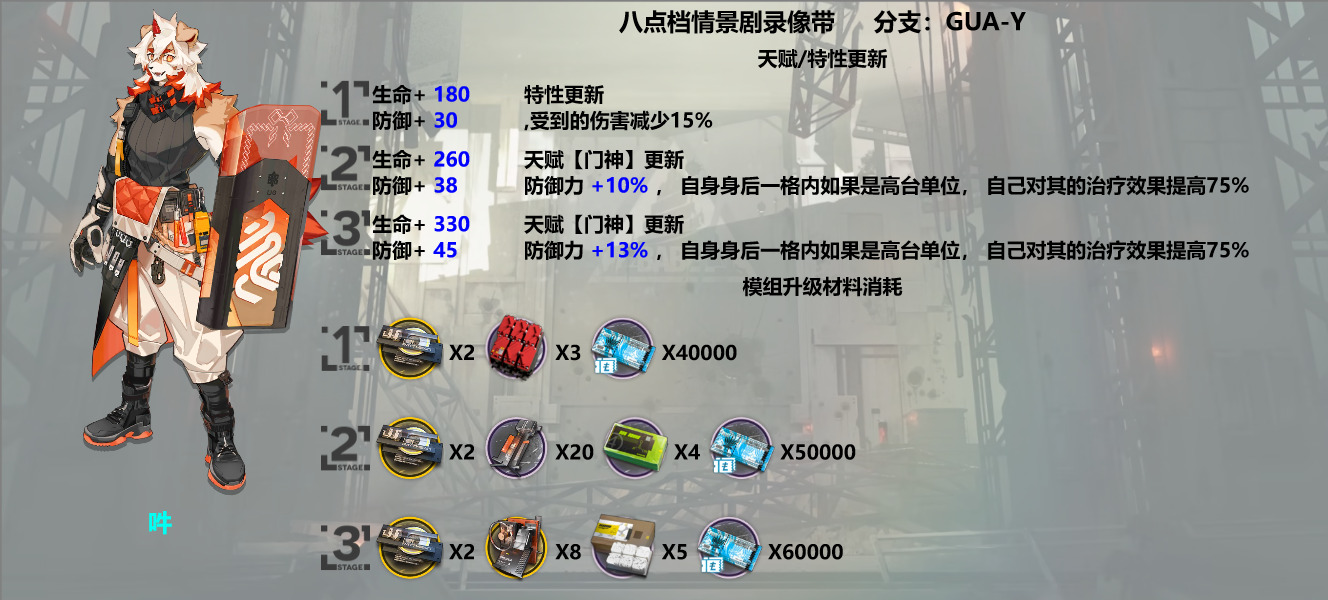 八点档情景剧录像带 分支：GUA-Y
天赋/特性更新
1 STAGE.
生命+ 180 特性更新
防御+ 30 ,受到的伤害减少15%
2 STAGE.
生命+ 260 天赋【门神】更新
防御+ 38 防御力 +10% ， 自身身后一格内如果是高台单位， 自己对其的治疗效果提高75%
3 STAGE.
生命+ 330 天赋【门神】更新
防御+ 45 防御力 +13% ， 自身身后一格内如果是高台单位， 自己对其的治疗效果提高75%
模组升级材料消耗
1 STAGE. X2 X3 X40000
2 STAGE. X2 X20 X4 X50000
吽
3 STAGE. X2 X8 X5 X60000